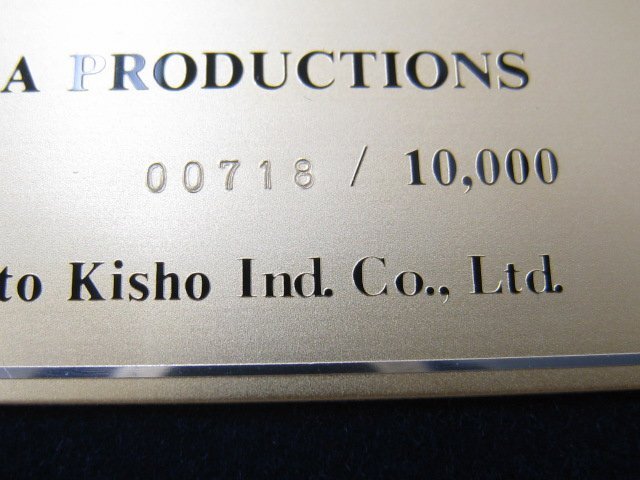 A PRODUCTIONS
00718 / 10,000
to Kisho Ind. Co., Ltd.